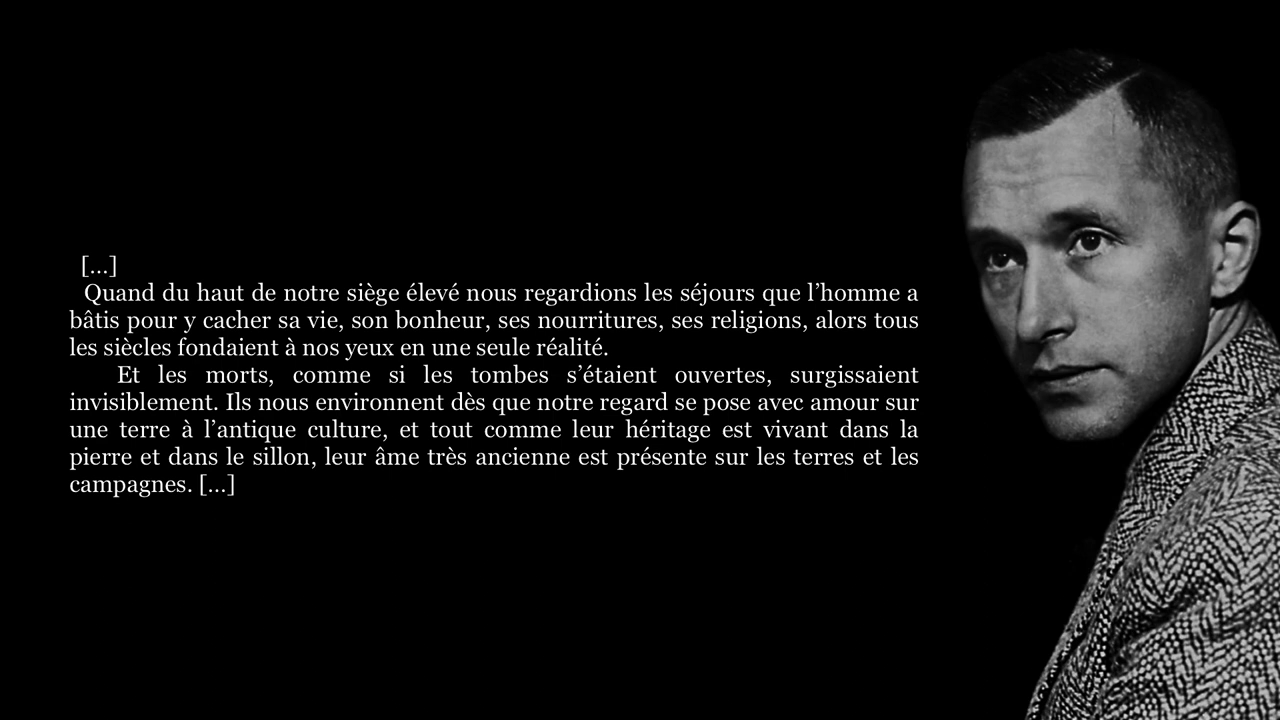 [...]
Quand du haut de notre siège élevé nous regardions les séjours que l’homme a
bâtis pour y cacher sa vie, son bonheur, ses nourritures, ses religions, alors tous
les siècles fondaient à nos yeux en une seule réalité.
Et les morts, comme si les tombes s’étaient ouvertes, surgissaient
invisiblement. Ils nous environnent dès que notre regard se pose avec amour sur
une terre à l’antique culture, et tout comme leur héritage est vivant dans la
pierre et dans le sillon, leur âme très ancienne est présente sur les terres et les
campagnes. [...]